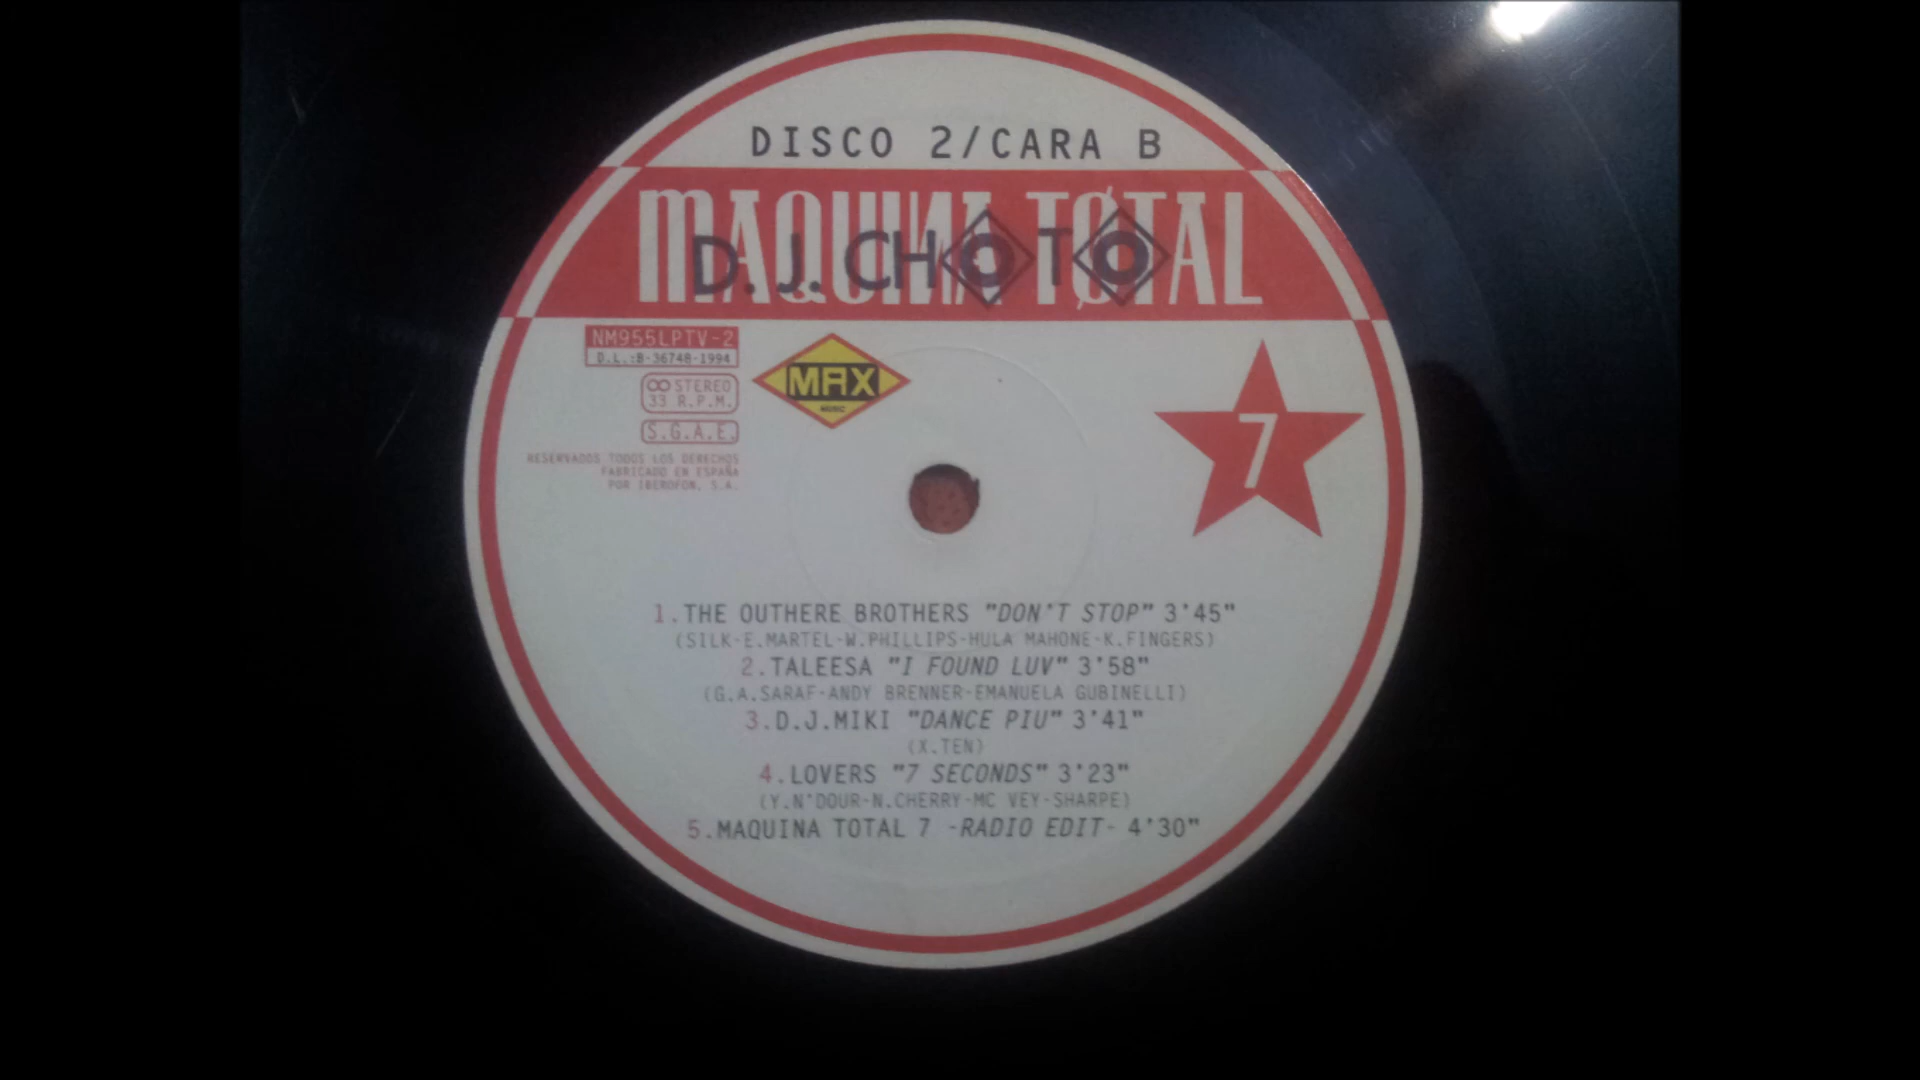 DISCO 2/CARA B
MAQUINA TØTAL
D.J. CHOTO
NM955LPTV-2
D.L.:B-36748-1994
STEREO
33 R.P.M.
S.G.A.E.
RESERVADOS TODOS LOS DERECHOS
FABRICADO EN ESPAÑA
POR IBEROFON, S.A.
MAX
MUSIC
7
1.THE OUTHERE BROTHERS "DON'T STOP" 3'45"
(SILK-E.MARTEL-W.PHILLIPS-HULA MAHONE-K.FINGERS)
2.TALEESA "I FOUND LUV" 3'58"
(G.A.SARAF-ANDY BRENNER-EMANUELA GUBINELLI)
3.D.J.MIKI "DANCE PIU" 3'41"
(X.TEN)
4.LOVERS "7 SECONDS" 3'23"
(Y.N'DOUR-N.CHERRY-MC VEY-SHARPE)
5.MAQUINA TOTAL 7 -RADIO EDIT- 4'30"